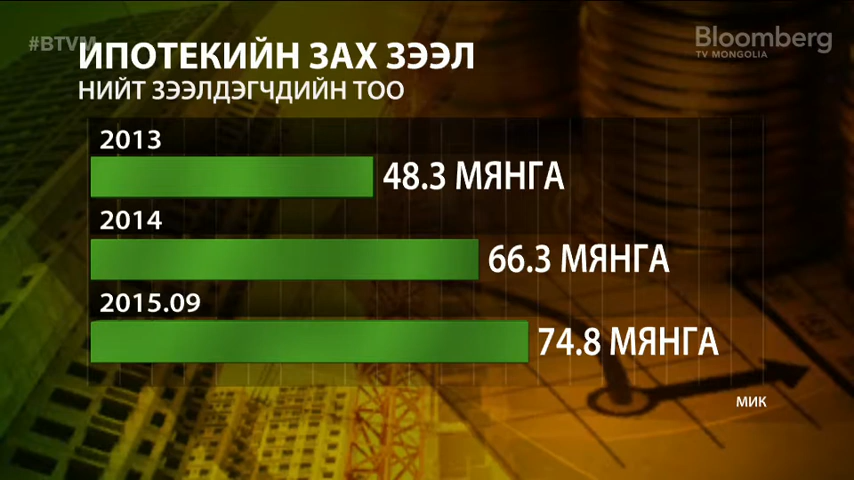 #BTVM
ИПОТЕКИЙН ЗАХ ЗЭЭЛ
Bloomberg
TV MONGOLIA
НИЙТ ЗЭЭЛДЭГЧДИЙН ТОО
2013
48.3 МЯНГА
2014
66.3 МЯНГА
2015.09
74.8 МЯНГА
МИК